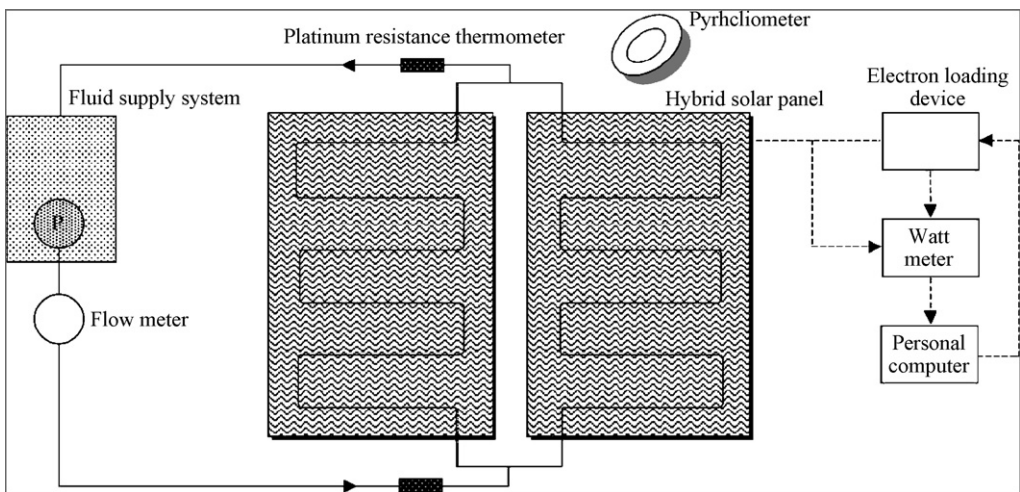 Pyrhcliometer
Platinum resistance thermometer
Electron loading
device
Fluid supply system
Hybrid solar panel
P
Watt
meter
Flow meter
Personal
computer